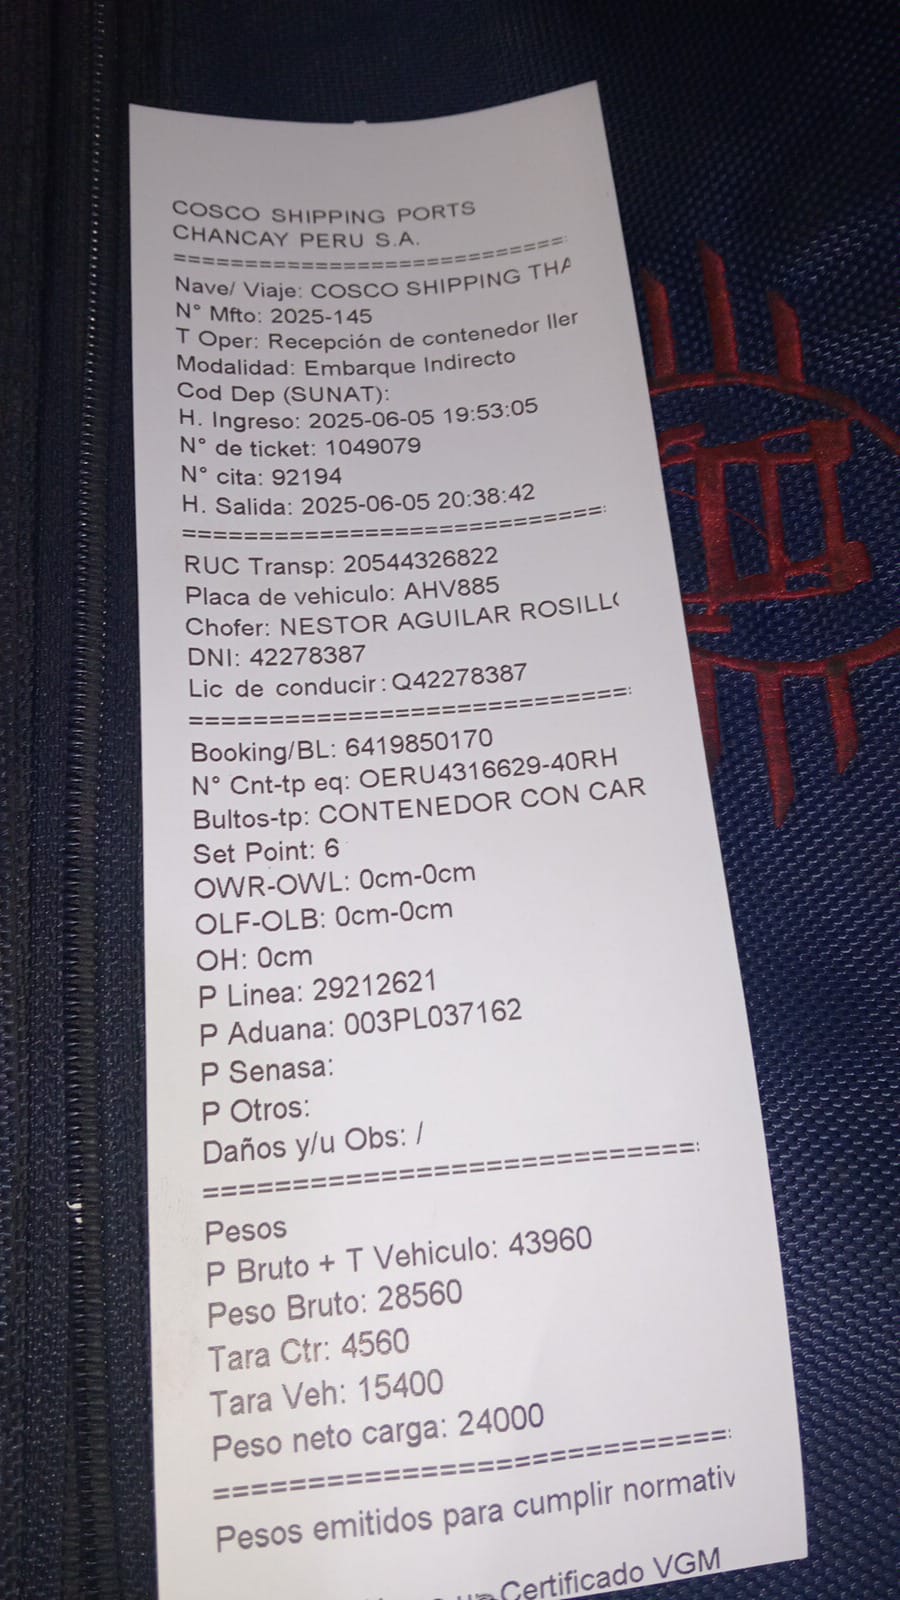 COSCO SHIPPING PORTS
CHANCAY PERU S.A.
============================
Nave/ Viaje: COSCO SHIPPING THA
N° Mfto: 2025-145
T Oper: Recepción de contenedor ller
Modalidad: Embarque Indirecto
Cod Dep (SUNAT):
H. Ingreso: 2025-06-05 19:53:05
N° de ticket: 1049079
N° cita: 92194
H. Salida: 2025-06-05 20:38:42
============================
RUC Transp: 20544326822
Placa de vehiculo: AHV885
Chofer: NESTOR AGUILAR ROSILLO
DNI: 42278387
Lic de conducir: Q42278387
============================
Booking/BL: 6419850170
N° Cnt-tp eq: OERU4316629-40RH
Bultos-tp: CONTENEDOR CON CAR
Set Point: 6
OWR-OWL: 0cm-0cm
OLF-OLB: 0cm-0cm
OH: 0cm
P Linea: 29212621
P Aduana: 003PL037162
P Senasa:
P Otros:
Daños y/u Obs: /
============================
Pesos
P Bruto + T Vehiculo: 43960
Peso Bruto: 28560
Tara Ctr: 4560
Tara Veh: 15400
Peso neto carga: 24000
============================
Pesos emitidos para cumplir normativ
Certificado VGM